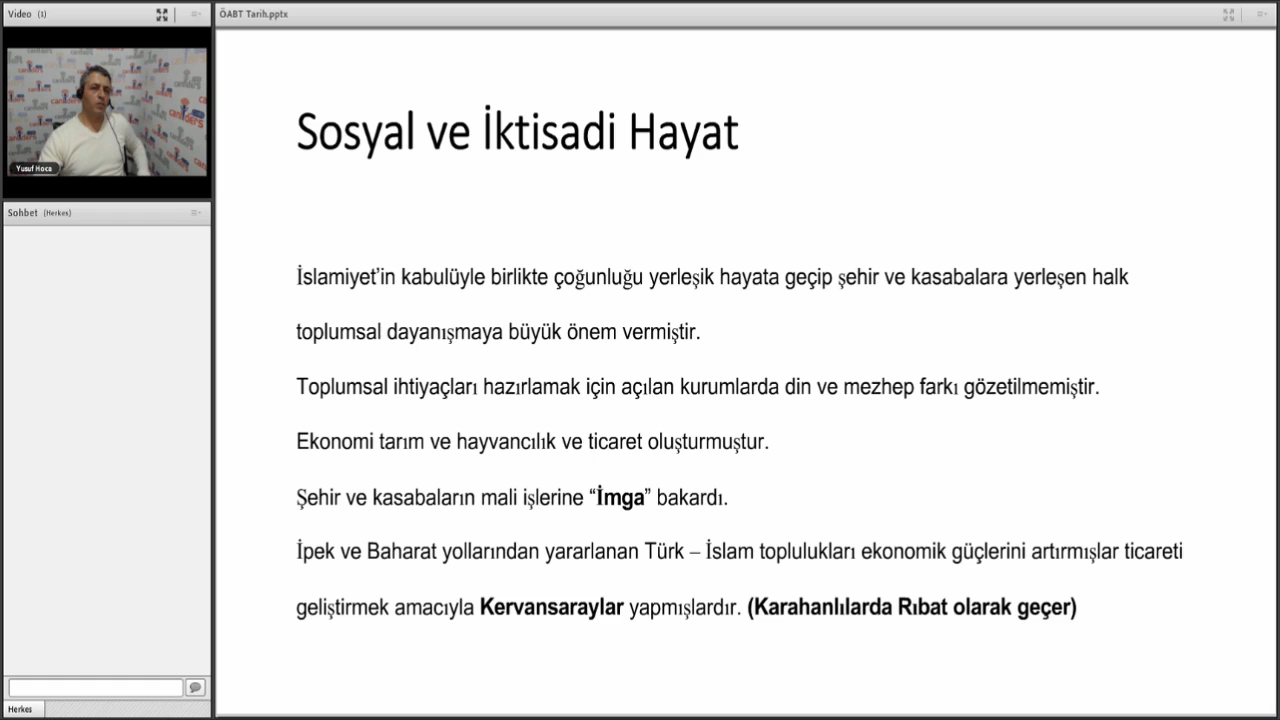 Video (1)
ÖABT Tarih.pptx
canlıders
Yusuf Hoca
Sohbet (Herkes)
Herkes
Sosyal ve İktisadi Hayat
İslamiyet'in kabulüyle birlikte çoğunluğu yerleşik hayata geçip şehir ve kasabalara yerleşen halk
toplumsal dayanışmaya büyük önem vermiştir.
Toplumsal ihtiyaçları hazırlamak için açılan kurumlarda din ve mezhep farkı gözetilmemiştir.
Ekonomi tarım ve hayvancılık ve ticaret oluşturmuştur.
Şehir ve kasabaların mali işlerine “İmga” bakardı.
İpek ve Baharat yollarından yararlanan Türk – İslam toplulukları ekonomik güçlerini artırmışlar ticareti
geliştirmek amacıyla Kervansaraylar yapmışlardır. (Karahanlılarda Rıbat olarak geçer)